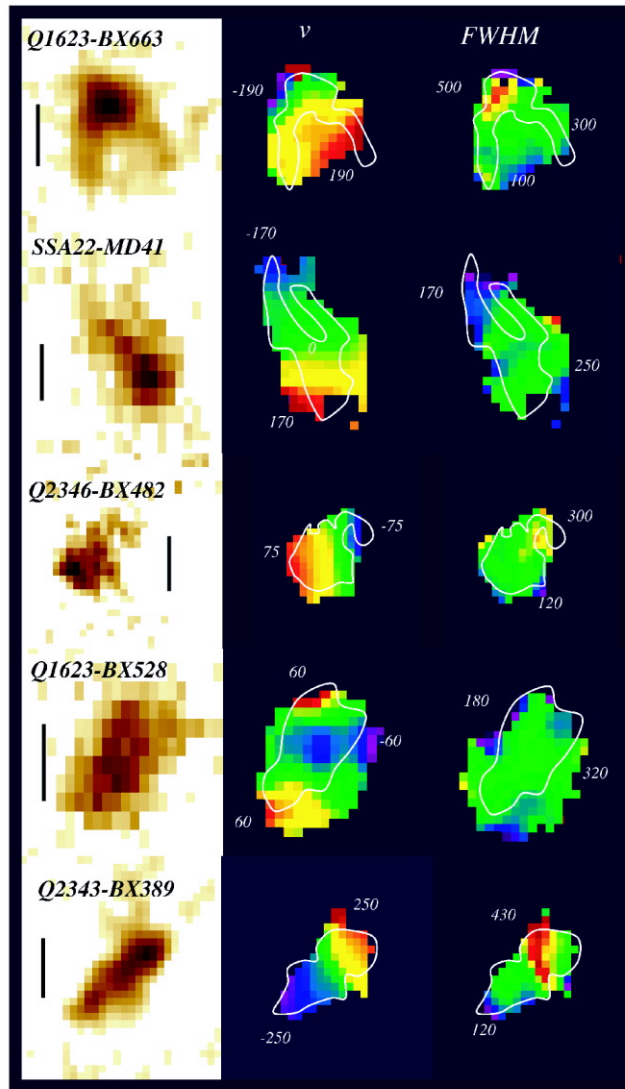 Q1623-BX663 v FWHM
-190 500
300
190 100
SSA22-MD41 -170
170
0
250
170
Q2346-BX482
-75 300
75
120
Q1623-BX528 60 180
-60
320
60
Q2343-BX389 250 430
-250 120